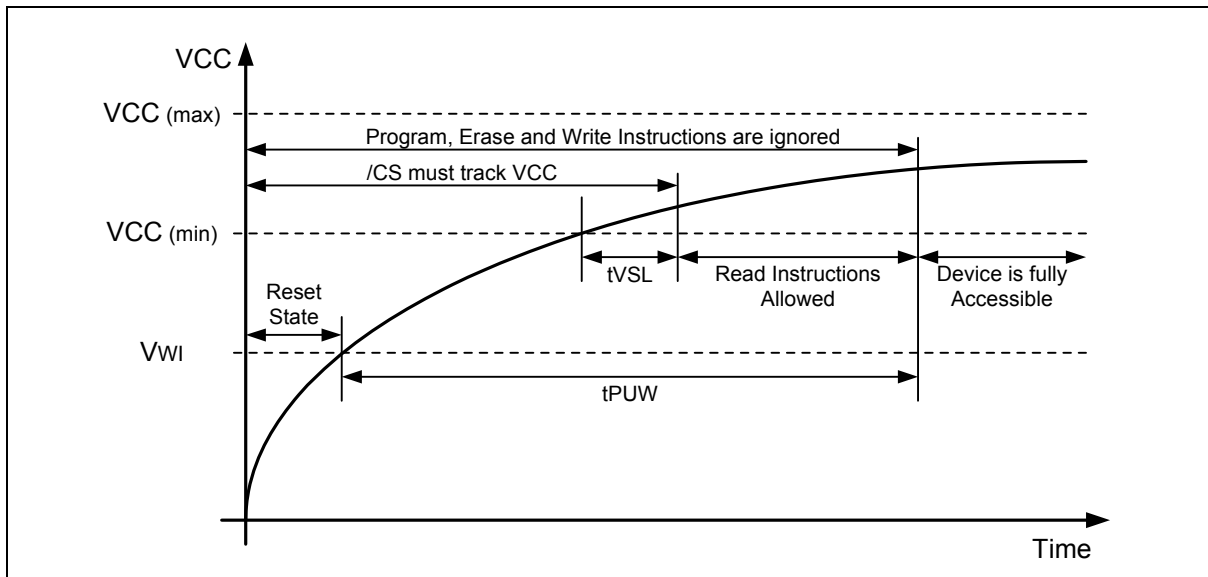 VCC
VCC (max)
Program, Erase and Write Instructions are ignored
/CS must track VCC
VCC (min)
tVSL
Read Instructions
Allowed
Device is fully
Accessible
Reset
State
VWI
tPUW
Time